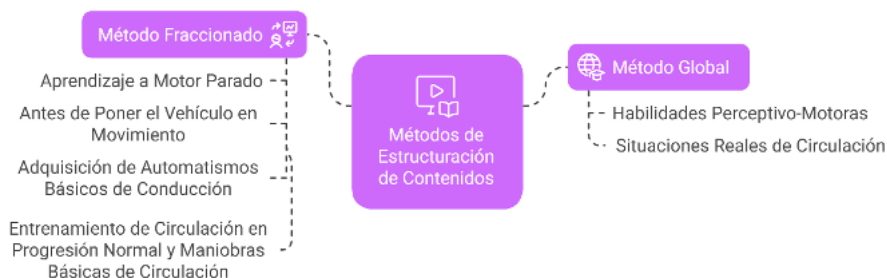 Método Fraccionado
Aprendizaje a Motor Parado
Antes de Poner el Vehículo en
Movimiento
Adquisición de Automatismos
Básicos de Conducción
Entrenamiento de Circulación en
Progresión Normal y Maniobras
Básicas de Circulación
Métodos de
Estructuración
de Contenidos
Método Global
Habilidades Perceptivo-Motoras
Situaciones Reales de Circulación